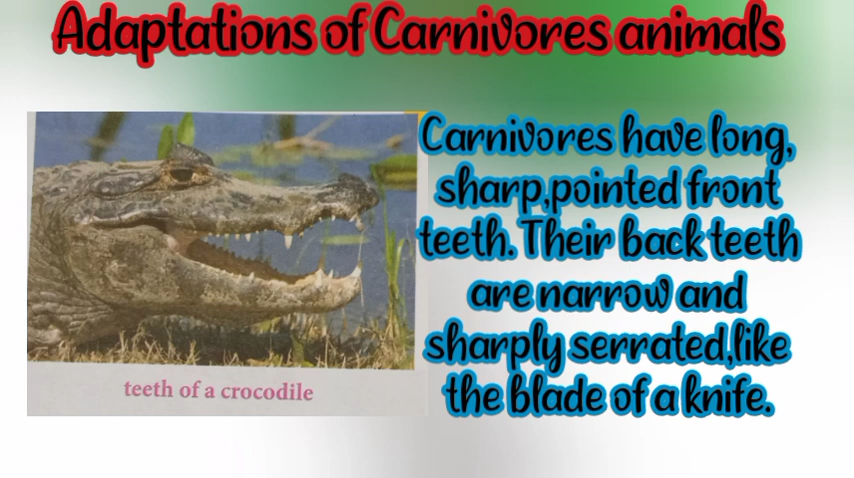 Adaptations of Carnivores animals
Carnivores have long,
sharp,pointed front
teeth. Their back teeth
are narrow and
sharply serrated,like
the blade of a knife.
teeth of a crocodile